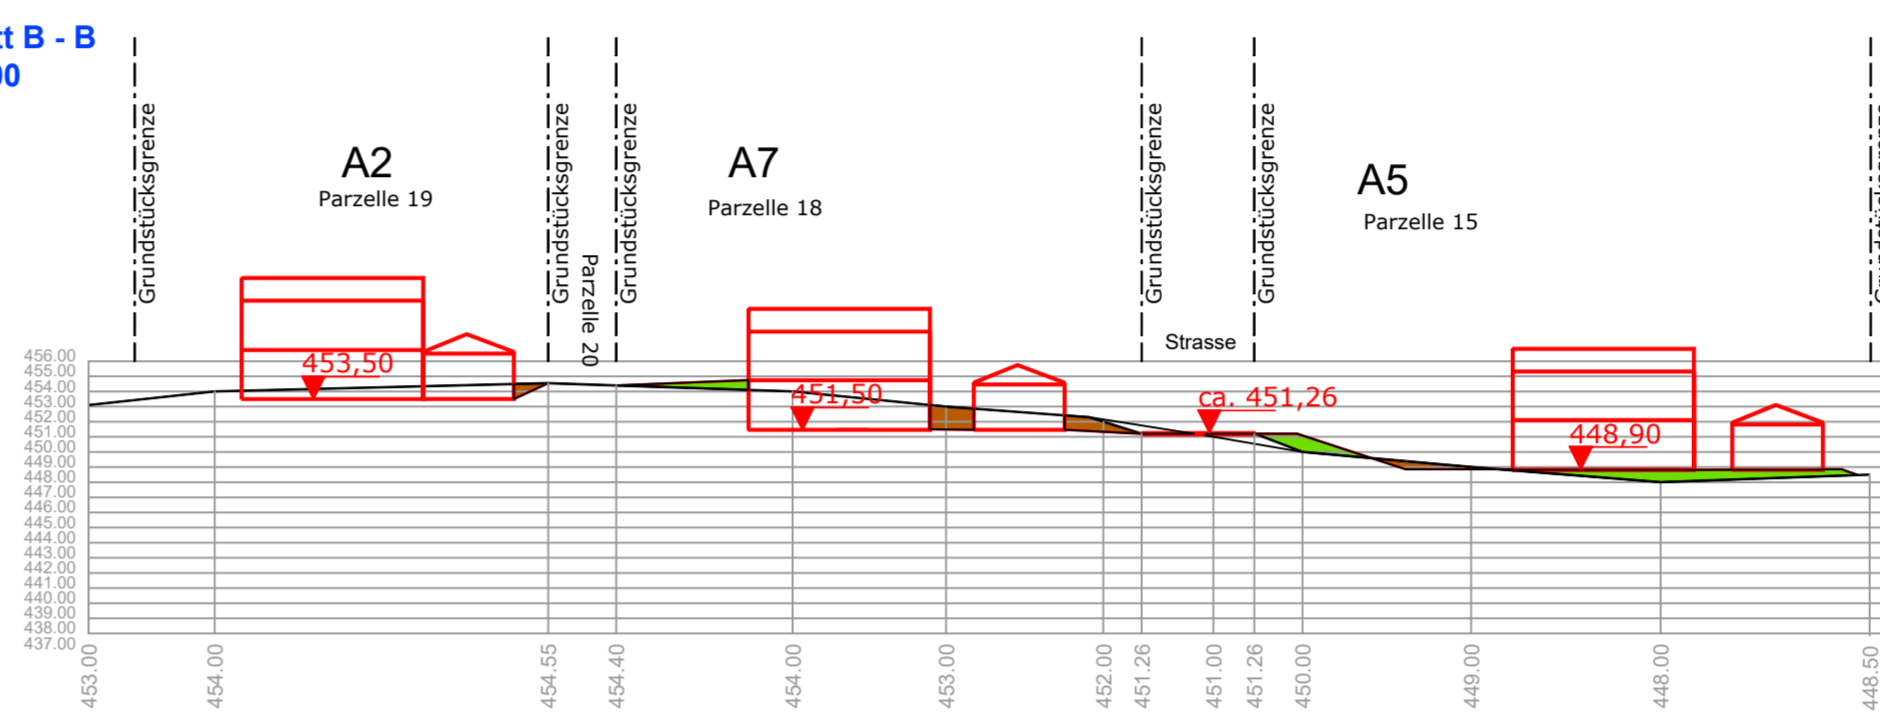 tt B - B
00
Grundstücksgrenze
A2
Parzelle 19
Grundstücksgrenze
Parzelle 20
Grundstücksgreuze
A7
Parzelle 18
Grundstücksgrenze
Strasse
Grundstücksgrenze
A5
Parzelle 15
453,50
451,50
ca. 451,26
448,90
456.00
455.00
454.00
453.00
452.00
451.00
450.00
449.00
448.00
447.00
446.00
445.00
444.00
443.00
442.00
441.00
440.00
439.00
438.00
437.00
453.00
454.00
454.55
454.40
454.00
453.00
452.00
451.26
451.00
451.26
450.00
449.00
448.00
448.50